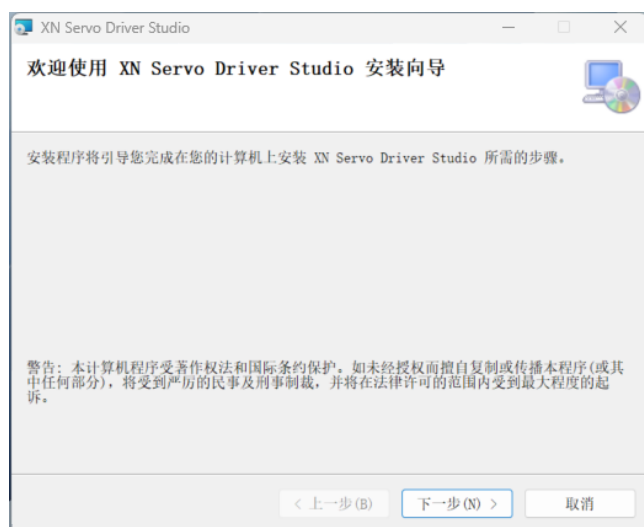 XN Servo Driver Studio
欢迎使用 XN Servo Driver Studio 安装向导
安装程序将引导您完成在您的计算机上安装 XN Servo Driver Studio 所需的步骤。
警告: 本计算机程序受著作权法和国际条约保护。如未经授权而擅自复制或传播本程序(或其
中任何部分)，将受到严厉的民事及刑事制裁，并将在法律许可的范围内受到最大程度的起
诉。
< 上一步(B)
下一步(N) >
取消